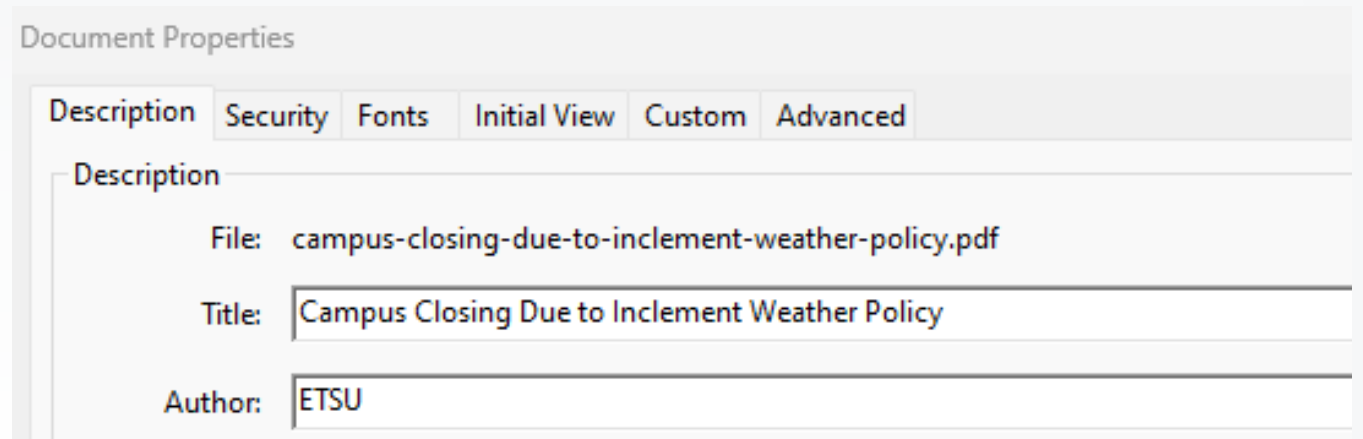 Document Properties
Description Security Fonts Initial View Custom Advanced
Description
File: campus-closing-due-to-inclement-weather-policy.pdf
Title: Campus Closing Due to Inclement Weather Policy
Author: ETSU